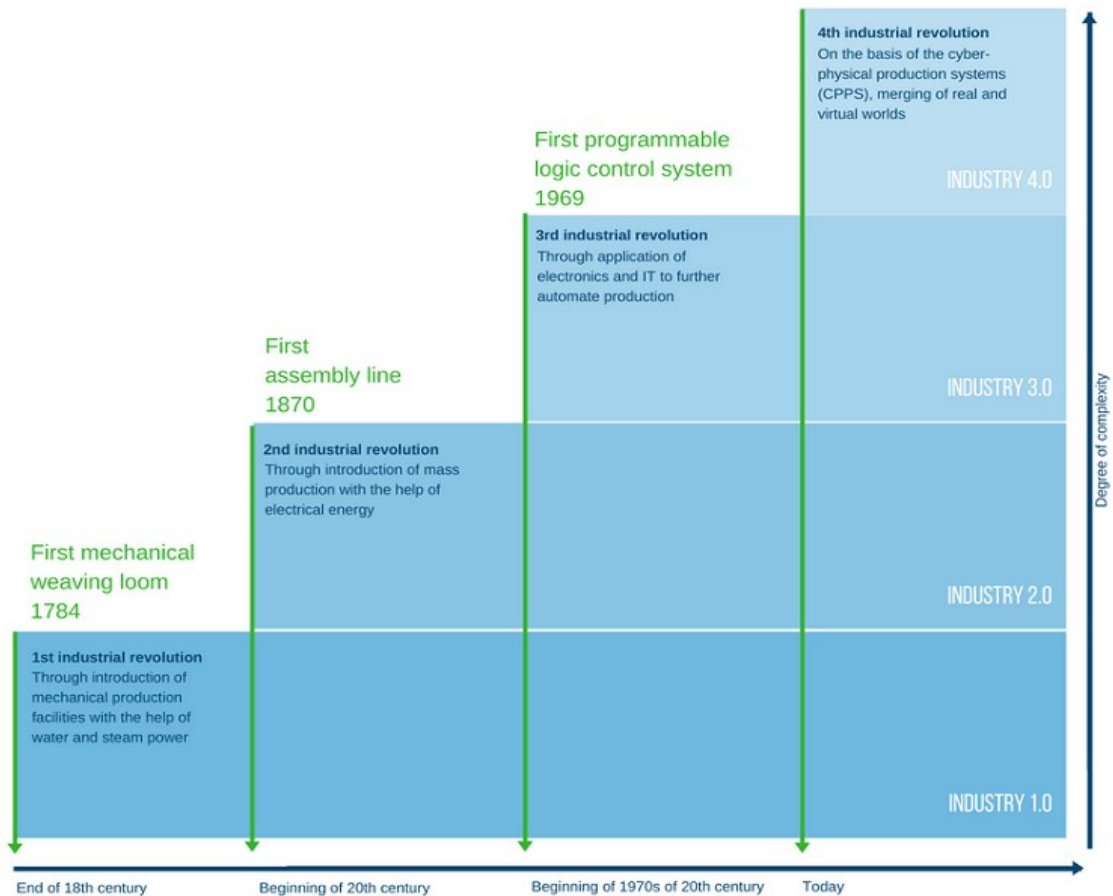 4th industrial revolution
On the basis of the cyber-
physical production systems
(CPPS), merging of real and
virtual worlds
INDUSTRY 4.0
First programmable
logic control system
1969
3rd industrial revolution
Through application of
electronics and IT to further
automate production
INDUSTRY 3.0
First
assembly line
1870
2nd industrial revolution
Through introduction of mass
production with the help of
electrical energy
INDUSTRY 2.0
First mechanical
weaving loom
1784
1st industrial revolution
Through introduction of
mechanical production
facilities with the help of
water and steam power
INDUSTRY 1.0
Degree of complexity
End of 18th century
Beginning of 20th century
Beginning of 1970s of 20th century
Today